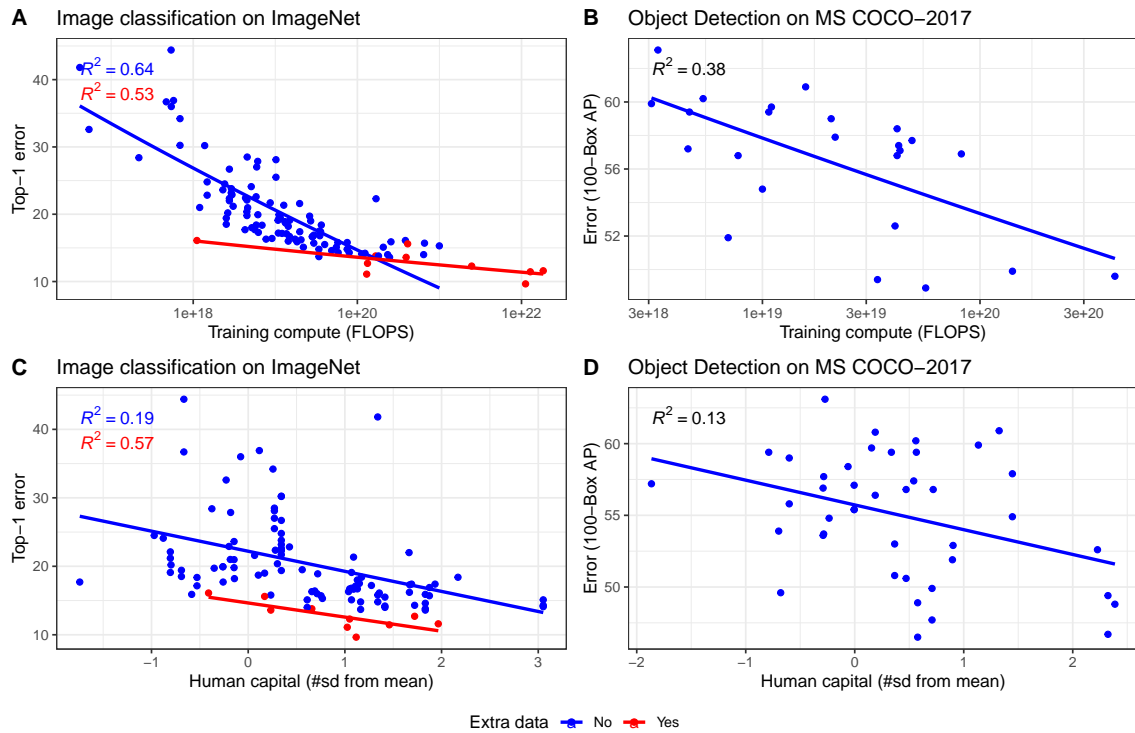 A Image classification on ImageNet
R² = 0.64
R² = 0.53
40
30
20
10
Top−1 error
1e+18 1e+20 1e+22
Training compute (FLOPS)
B Object Detection on MS COCO−2017
R² = 0.38
60
56
52
Error (100−Box AP)
3e+18 1e+19 3e+19 1e+20 3e+20
Training compute (FLOPS)
C Image classification on ImageNet
R² = 0.19
R² = 0.57
40
30
20
10
Top−1 error
−1 0 1 2 3
Human capital (#sd from mean)
D Object Detection on MS COCO−2017
R² = 0.13
60
55
50
Error (100−Box AP)
−2 −1 0 1 2
Human capital (#sd from mean)
Extra data a No a Yes